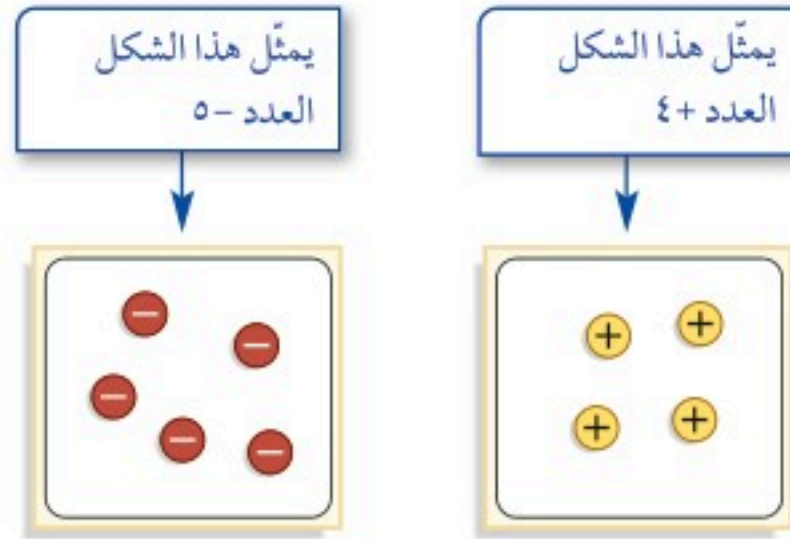 يمثّل هذا الشكل
العدد +٤
يمثّل هذا الشكل
العدد -٥
+ +
+ +
−
−
−
−
−